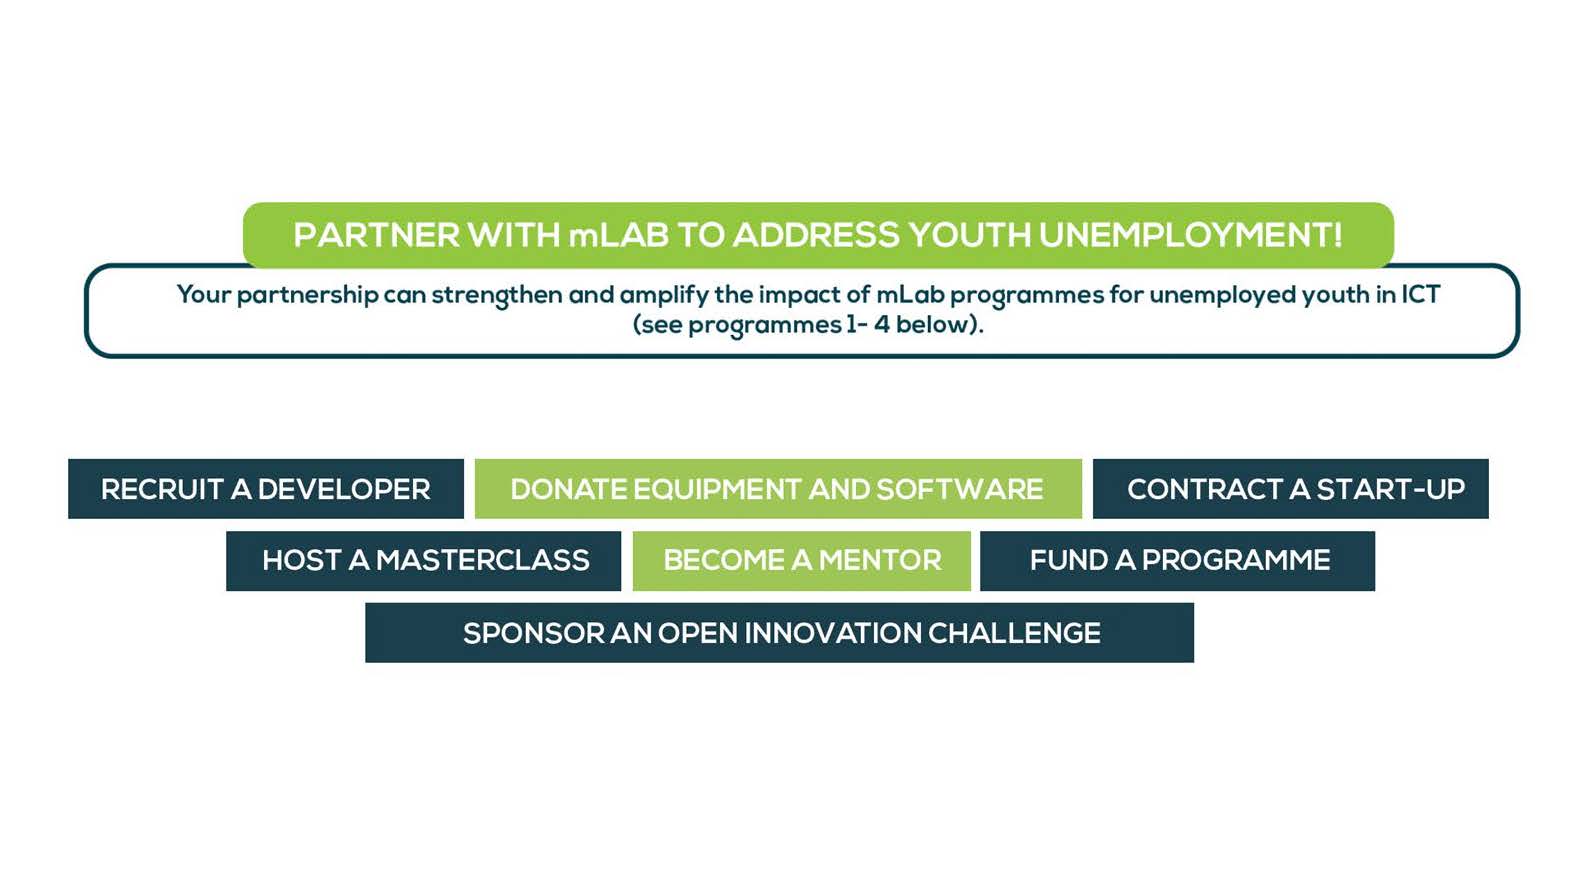 PARTNER WITH mLAB TO ADDRESS YOUTH UNEMPLOYMENT!
Your partnership can strengthen and amplify the impact of mLab programmes for unemployed youth in ICT
(see programmes 1- 4 below).
RECRUIT A DEVELOPER
DONATE EQUIPMENT AND SOFTWARE
CONTRACT A START-UP
HOST A MASTERCLASS
BECOME A MENTOR
FUND A PROGRAMME
SPONSOR AN OPEN INNOVATION CHALLENGE